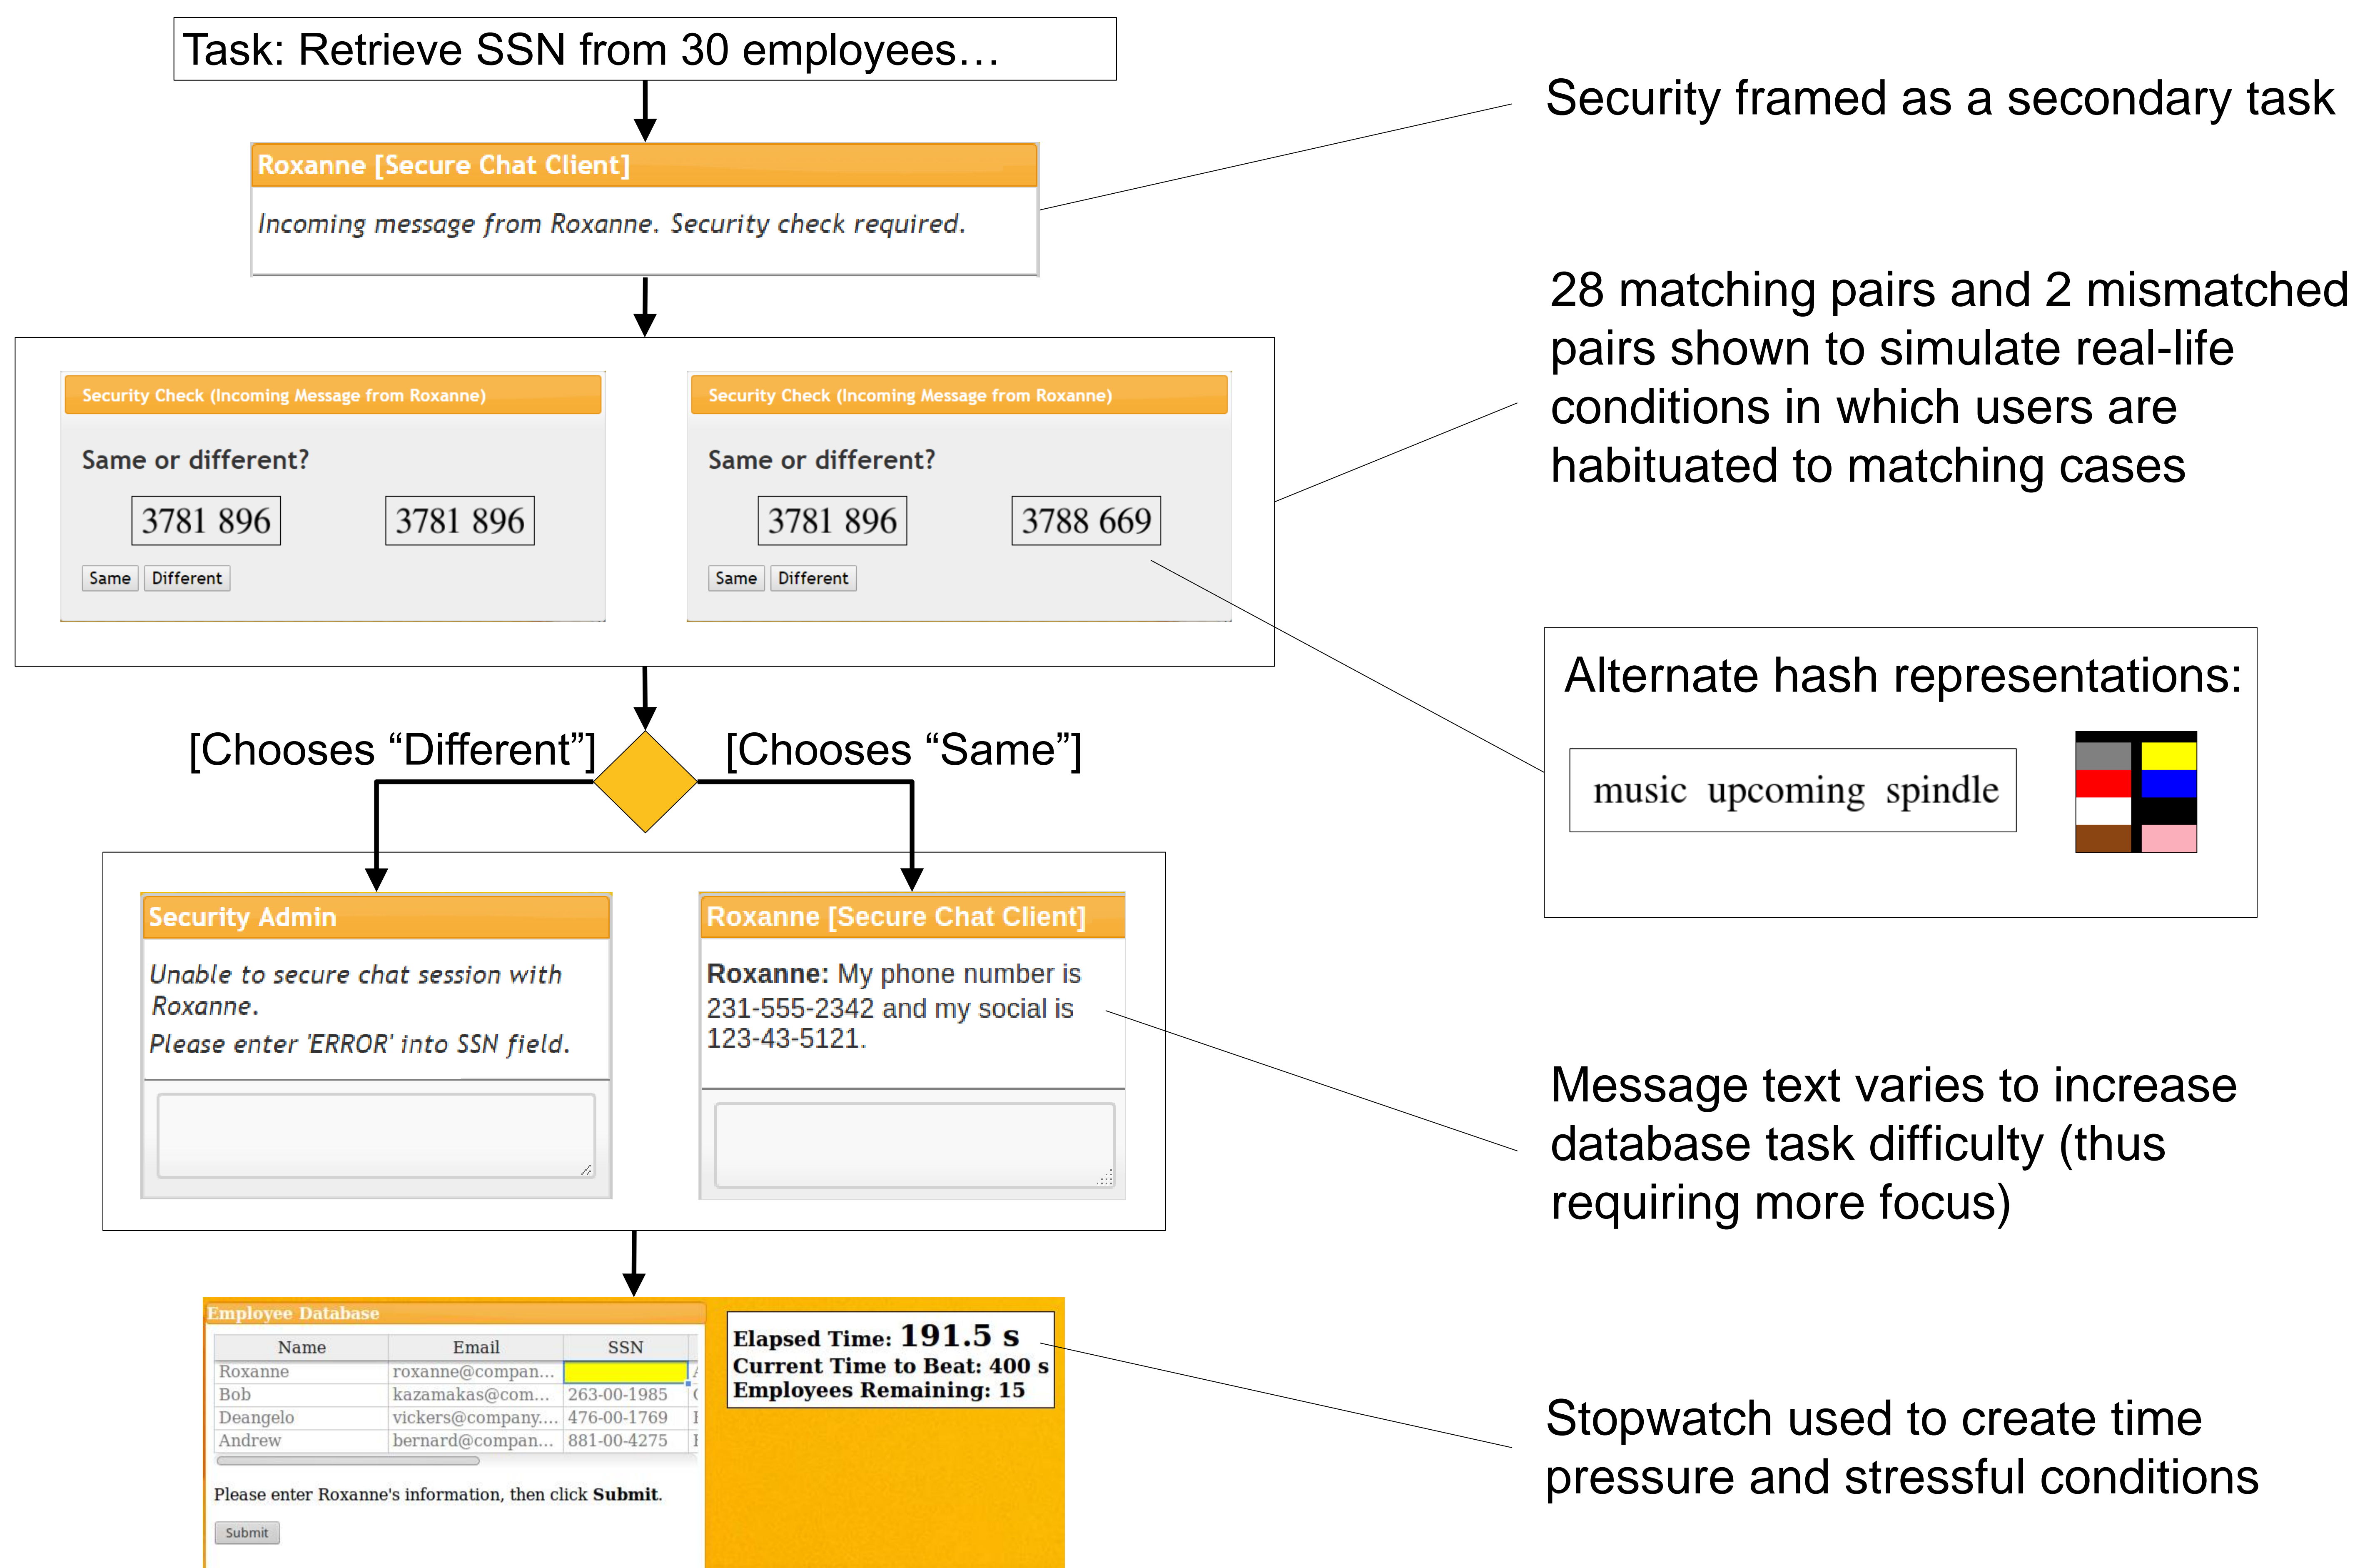 Task: Retrieve SSN from 30 employees…
Security framed as a secondary task
Roxanne [Secure Chat Client]
Incoming message from Roxanne. Security check required.
28 matching pairs and 2 mismatched
pairs shown to simulate real-life
conditions in which users are
habituated to matching cases
Security Check (Incoming Message from Roxanne)
Same or different?
3781 896
3781 896
Same
Different
Security Check (Incoming Message from Roxanne)
Same or different?
3781 896
3788 669
Same
Different
Alternate hash representations:
music upcoming spindle
[Chooses “Different”]
[Chooses “Same”]
Security Admin
Unable to secure chat session with
Roxanne.
Please enter 'ERROR' into SSN field.
Roxanne [Secure Chat Client]
Roxanne: My phone number is
231-555-2342 and my social is
123-43-5121.
Message text varies to increase
database task difficulty (thus
requiring more focus)
Employee Database
Name Email SSN
Roxanne roxanne@compan...
Bob kazamakas@com... 263-00-1985
Deangelo vickers@company.... 476-00-1769
Andrew bernard@compan... 881-00-4275
Please enter Roxanne's information, then click Submit.
Submit
Elapsed Time: 191.5 s
Current Time to Beat: 400 s
Employees Remaining: 15
Stopwatch used to create time
pressure and stressful conditions